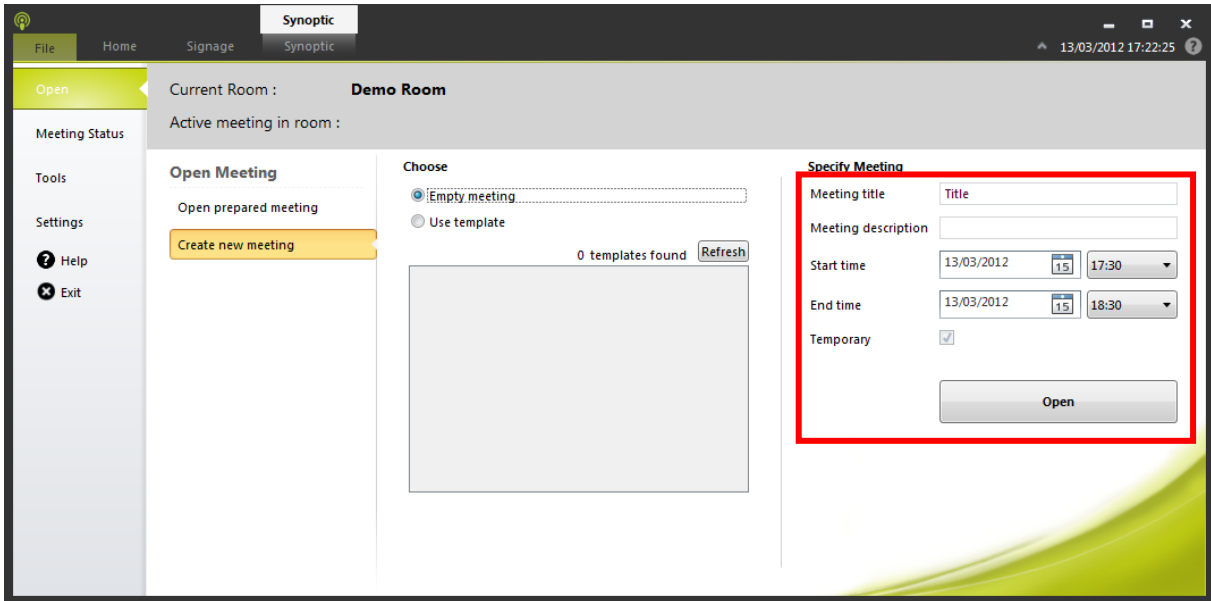 Synoptic
File Home Signage Synoptic 13/03/2012 17:22:25 ?
Open
Meeting Status
Tools
Settings
? Help
Exit
Current Room : Demo Room
Active meeting in room :
Open Meeting
Open prepared meeting
Create new meeting
Choose
Empty meeting
Use template
0 templates found Refresh
Specify Meeting
Meeting title Title
Meeting description
Start time 13/03/2012 15 17:30
End time 13/03/2012 15 18:30
Temporary
Open